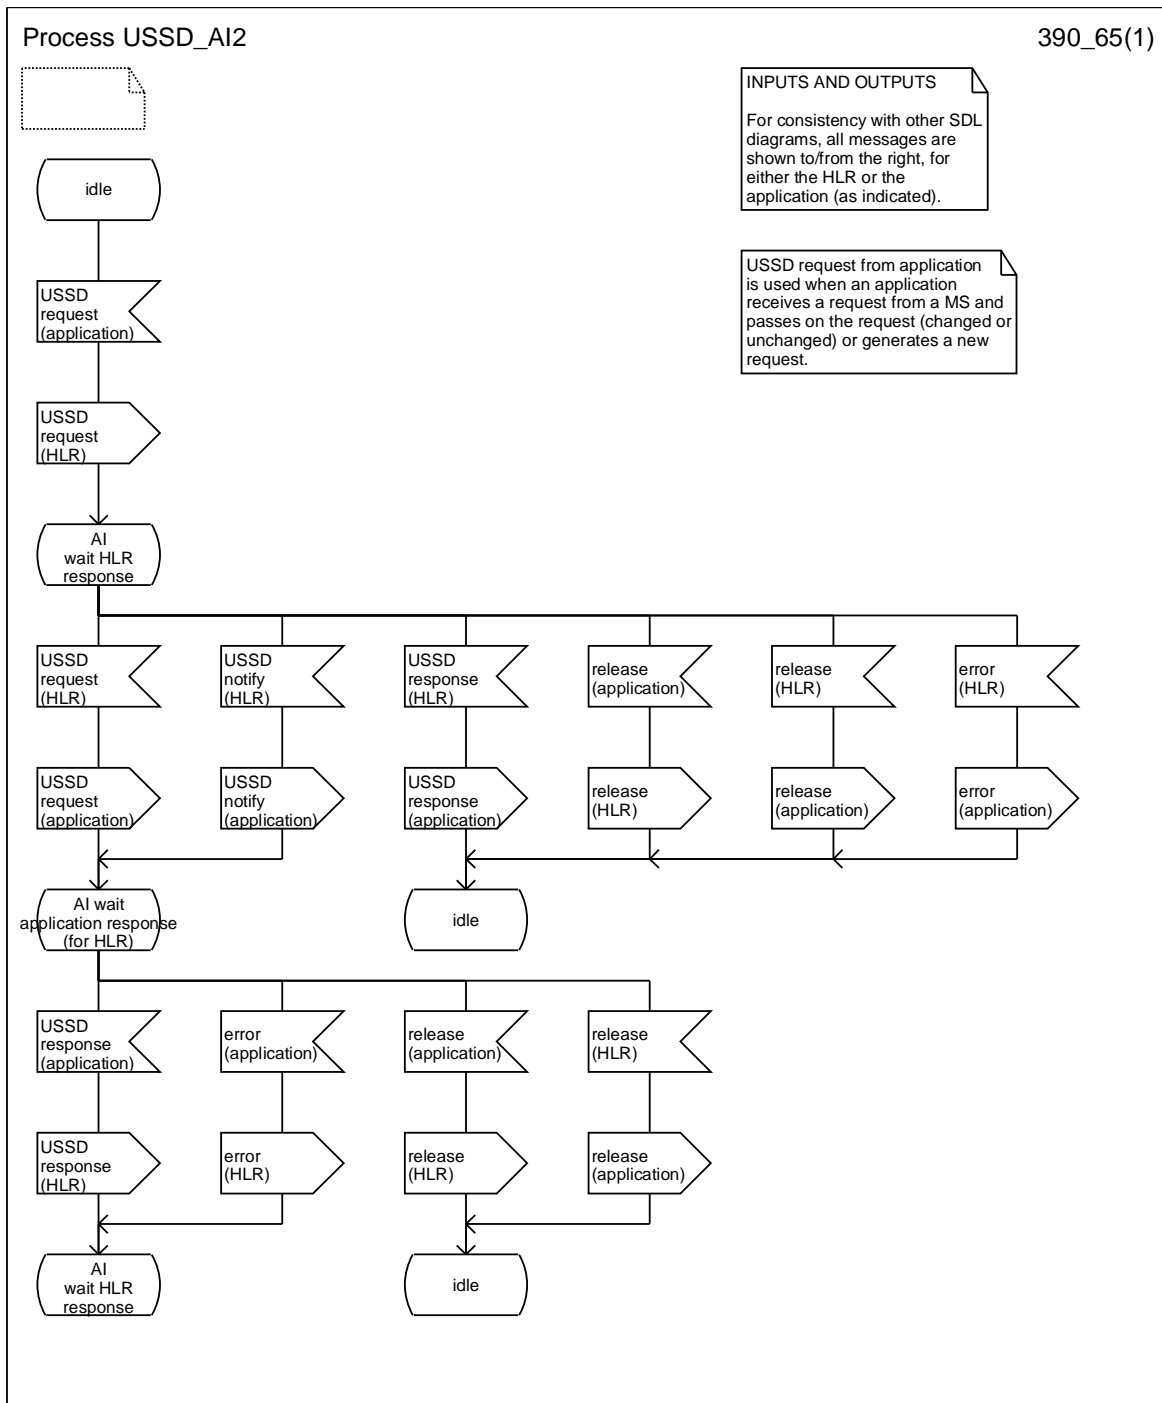 Process USSD_AI2
390_65(1)
INPUTS AND OUTPUTS
For consistency with other SDL
diagrams, all messages are
shown to/from the right, for
either the HLR or the
application (as indicated).
idle
USSD request from application
is used when an application
receives a request from a MS and
passes on the request (changed or
unchanged) or generates a new
request.
USSD
request
(application)
USSD
request
(HLR)
AI
wait HLR
response
USSD
request
(HLR)
USSD
notify
(HLR)
USSD
response
(HLR)
release
(application)
release
(HLR)
error
(HLR)
USSD
request
(application)
USSD
notify
(application)
USSD
response
(application)
release
(HLR)
release
(application)
error
(application)
AI wait
application response
(for HLR)
idle
USSD
response
(application)
error
(application)
release
(application)
release
(HLR)
USSD
response
(HLR)
error
(HLR)
release
(HLR)
release
(application)
AI
wait HLR
response
idle